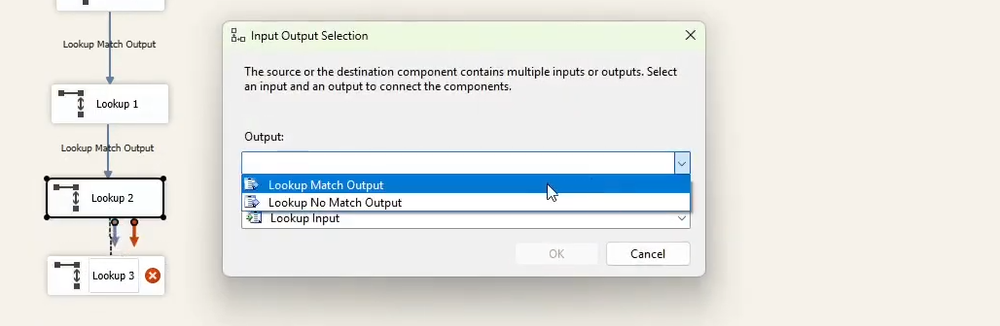 Lookup Match Output
Lookup 1
Lookup Match Output
Lookup 2
Lookup 3
Input Output Selection
The source or the destination component contains multiple inputs or outputs. Select
an input and an output to connect the components.
Output:
Lookup Match Output
Lookup No Match Output
Lookup Input
OK
Cancel